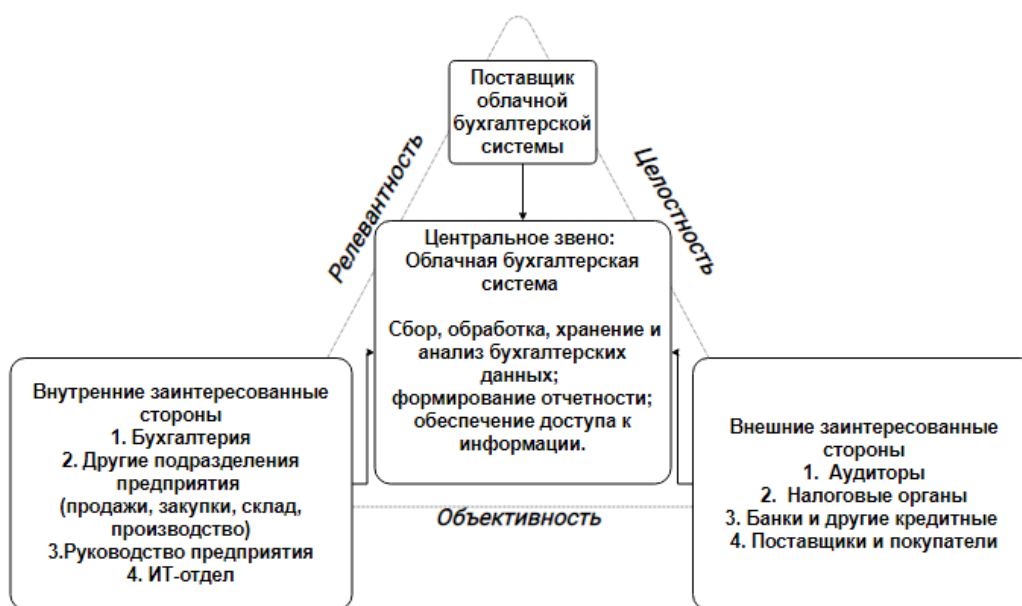 Поставщик
облачной
бухгалтерской
системы
Релевантность
Целостность
Центральное звено:
Облачная бухгалтерская
система
Сбор, обработка, хранение и
анализ бухгалтерских
данных;
формирование отчетности;
обеспечение доступа к
информации.
Внутренние заинтересованные
стороны
1. Бухгалтерия
2. Другие подразделения
предприятия
(продажи, закупки, склад,
производство)
3.Руководство предприятия
4. ИТ-отдел
Внешние заинтересованные
стороны
1. Аудиторы
2. Налоговые органы
3. Банки и другие кредитные
4. Поставщики и покупатели
Объективность